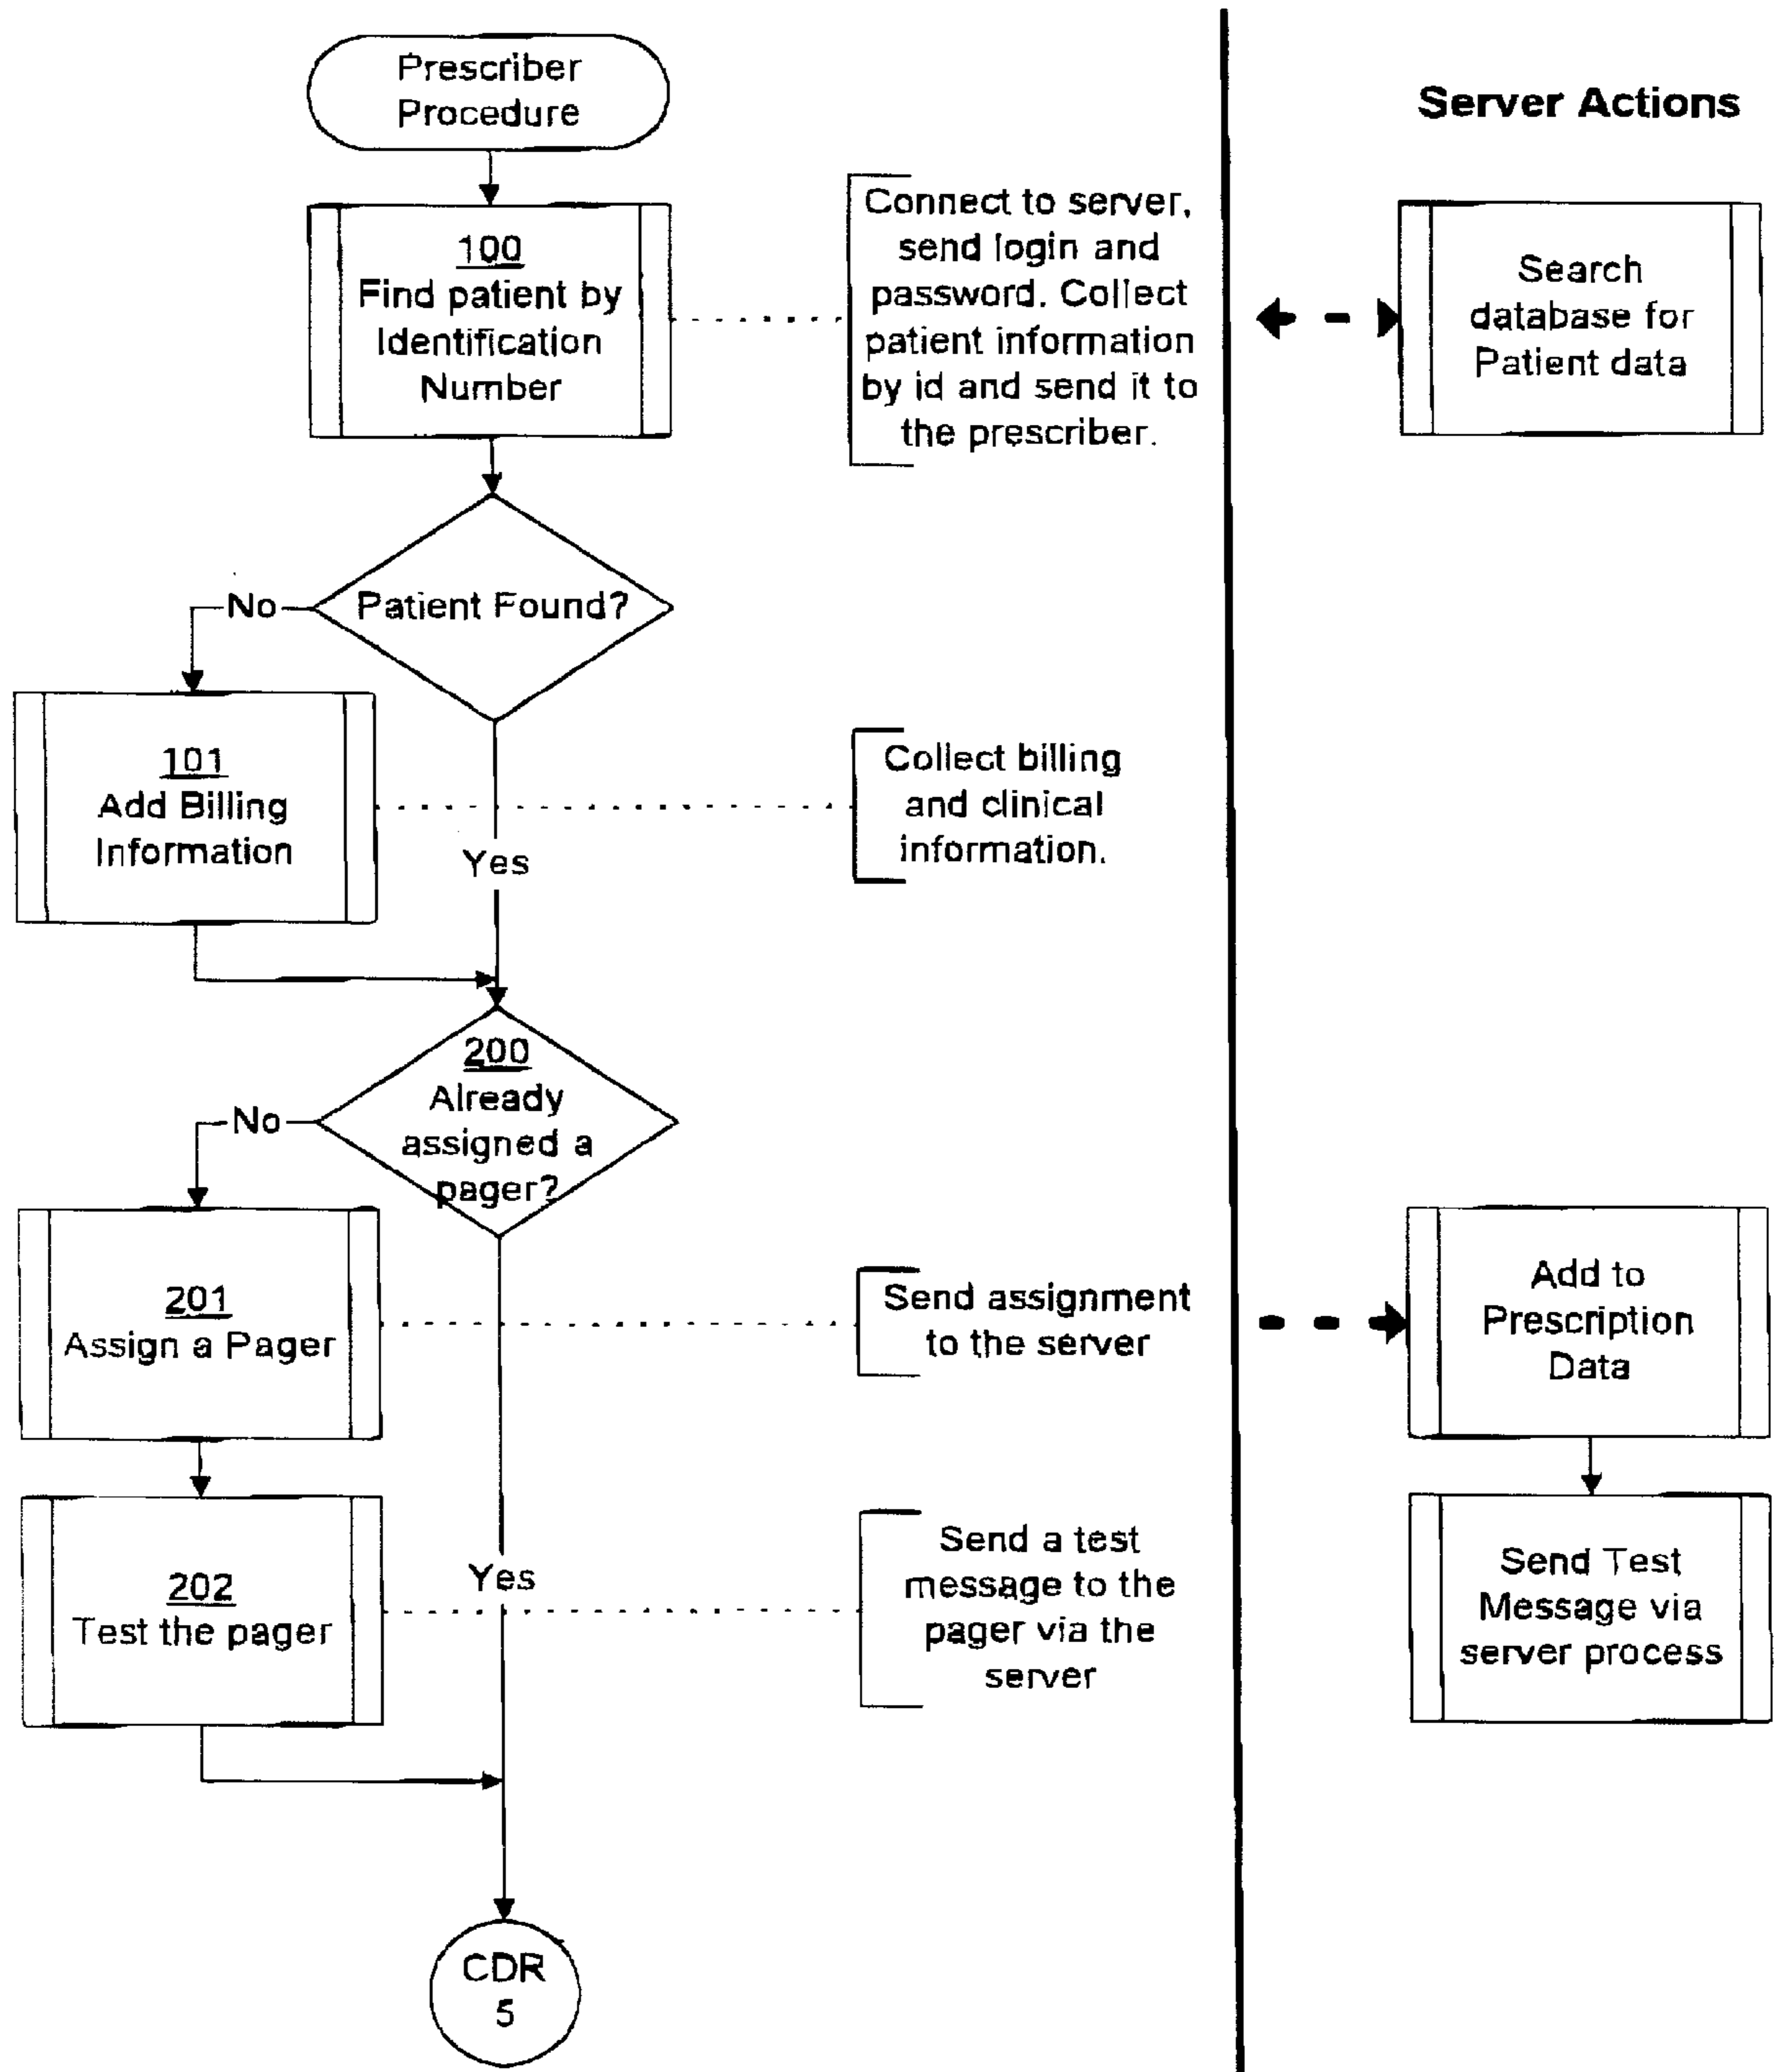 Prescriber
Procedure
Server Actions
100
Find patient by
Identification
Number
Connect to server,
send login and
password. Collect
patient information
by id and send it to
the prescriber.
Search
database for
Patient data
Patient Found?
No
101
Add Billing
Information
Yes
Collect billing
and clinical
information.
200
Already
assigned a
pager?
No
201
Assign a Pager
Send assignment
to the server
Add to
Prescription
Data
202
Test the pager
Yes
Send a test
message to the
pager via the
server
Send Test
Message via
server process
CDR
5